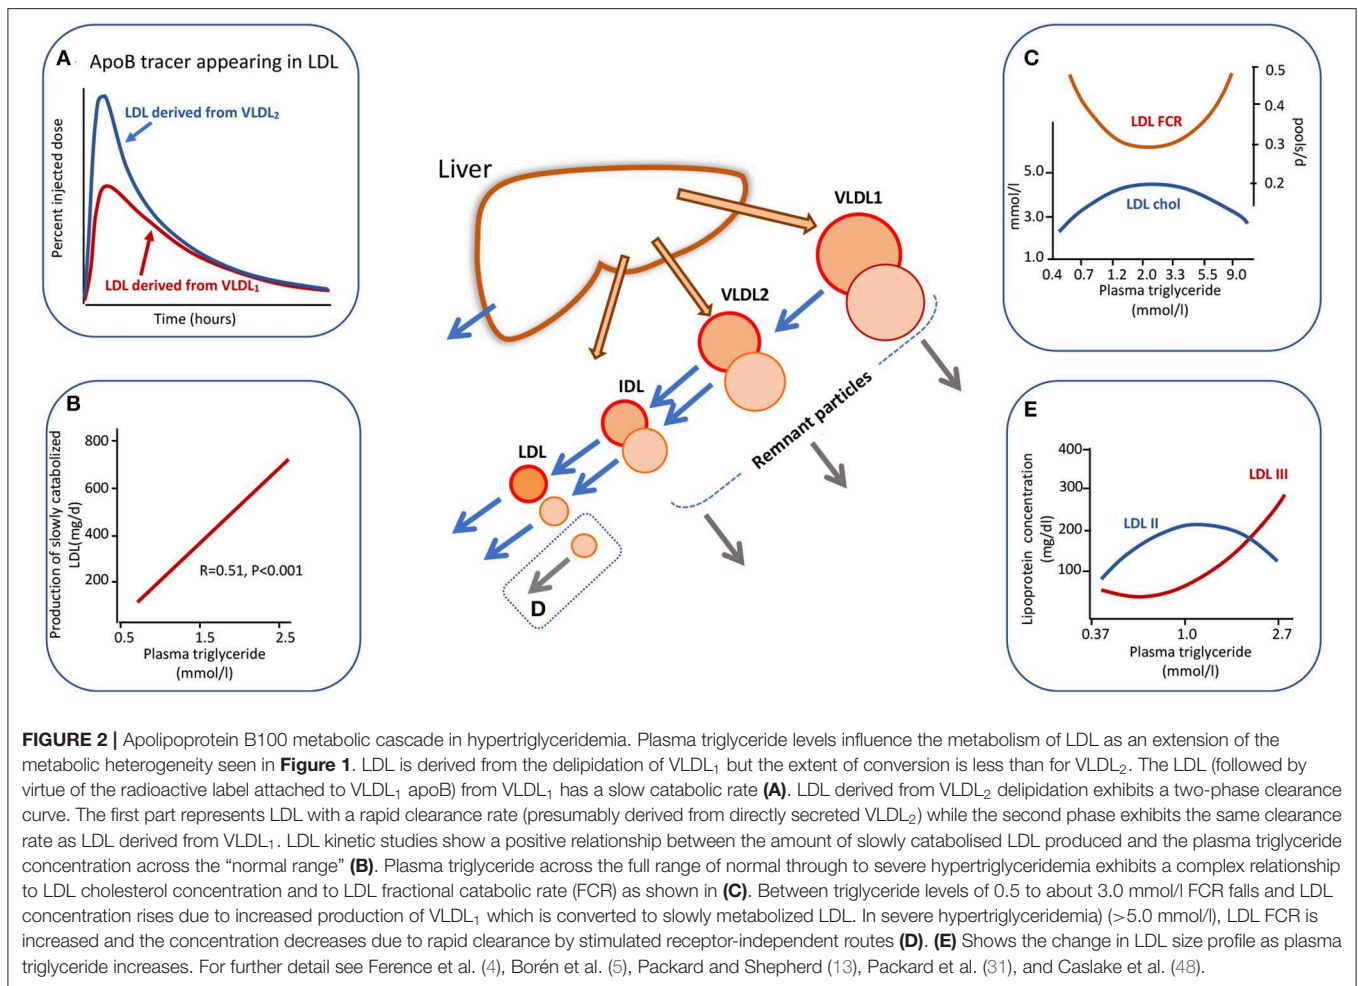 A
ApoB tracer appearing in LDL
Percent injected dose
LDL derived from VLDL₂
LDL derived from VLDL₁
Time (hours)
B
Production of slowly catabolized
LDL(mg/d)
800
600
400
200
R=0.51, P<0.001
0.5 1.5 2.5
Plasma triglyceride
(mmol/l)
Liver
VLDL1
VLDL2
IDL
LDL
Remnant particles
D
C
0.5
0.4
0.3
0.2
pools/d
LDL FCR
mmol/l
5.0
3.0
1.0
LDL chol
0.4 0.7 1.2 2.0 3.3 5.5 9.0
Plasma triglyceride
(mmol/l)
E
Lipoprotein concentration
(mg/dl)
400
300
200
100
LDL III
LDL II
0.37 1.0 2.7
Plasma triglyceride
(mmol/l)
FIGURE 2 | Apolipoprotein B100 metabolic cascade in hypertriglyceridemia. Plasma triglyceride levels influence the metabolism of LDL as an extension of the
metabolic heterogeneity seen in Figure 1. LDL is derived from the delipidation of VLDL₁ but the extent of conversion is less than for VLDL₂. The LDL (followed by
virtue of the radioactive label attached to VLDL₁ apoB) from VLDL₁ has a slow catabolic rate (A). LDL derived from VLDL₂ delipidation exhibits a two-phase clearance
curve. The first part represents LDL with a rapid clearance rate (presumably derived from directly secreted VLDL₂) while the second phase exhibits the same clearance
rate as LDL derived from VLDL₁. LDL kinetic studies show a positive relationship between the amount of slowly catabolised LDL produced and the plasma triglyceride
concentration across the “normal range” (B). Plasma triglyceride across the full range of normal through to severe hypertriglyceridemia exhibits a complex relationship
to LDL cholesterol concentration and to LDL fractional catabolic rate (FCR) as shown in (C). Between triglyceride levels of 0.5 to about 3.0 mmol/l FCR falls and LDL
concentration rises due to increased production of VLDL₁ which is converted to slowly metabolized LDL. In severe hypertriglyceridemia) (>5.0 mmol/l), LDL FCR is
increased and the concentration decreases due to rapid clearance by stimulated receptor-independent routes (D). (E) Shows the change in LDL size profile as plasma
triglyceride increases. For further detail see Ference et al. (4), Borén et al. (5), Packard and Shepherd (13), Packard et al. (31), and Caslake et al. (48).